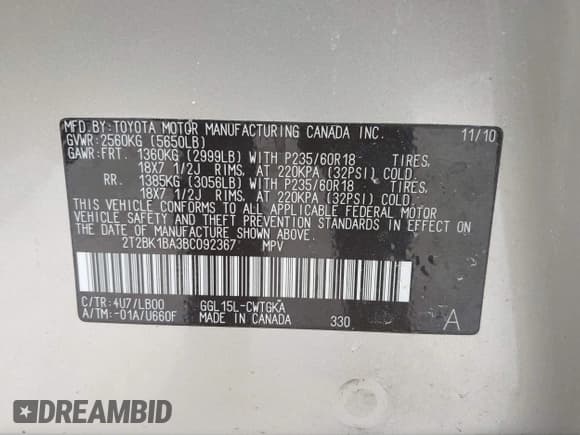 MFD. BY: TOYOTA MOTOR MANUFACTURING CANADA INC. 11/10
GVWR: 2560KG (5650LB)
GAWR: FRT. 1360KG (2999LB) WITH P235/60R18 TIRES,
18X7 1/2J RIMS, AT 220KPA (32PSI) COLD.
RR. 1385KG (3056LB) WITH P235/60R18 TIRES,
18X7 1/2J RIMS, AT 220KPA (32PSI) COLD.
THIS VEHICLE CONFORMS TO ALL APPLICABLE FEDERAL MOTOR
VEHICLE SAFETY AND THEFT PREVENTION STANDARDS IN EFFECT ON
THE DATE OF MANUFACTURE SHOWN ABOVE.
2T2BK1BA3BC092367 MPV
C/TR: 4U7/LB00 GGL15L-CWTGKA
A/TM: -01A/U660F MADE IN CANADA 330 A
DREAMBID